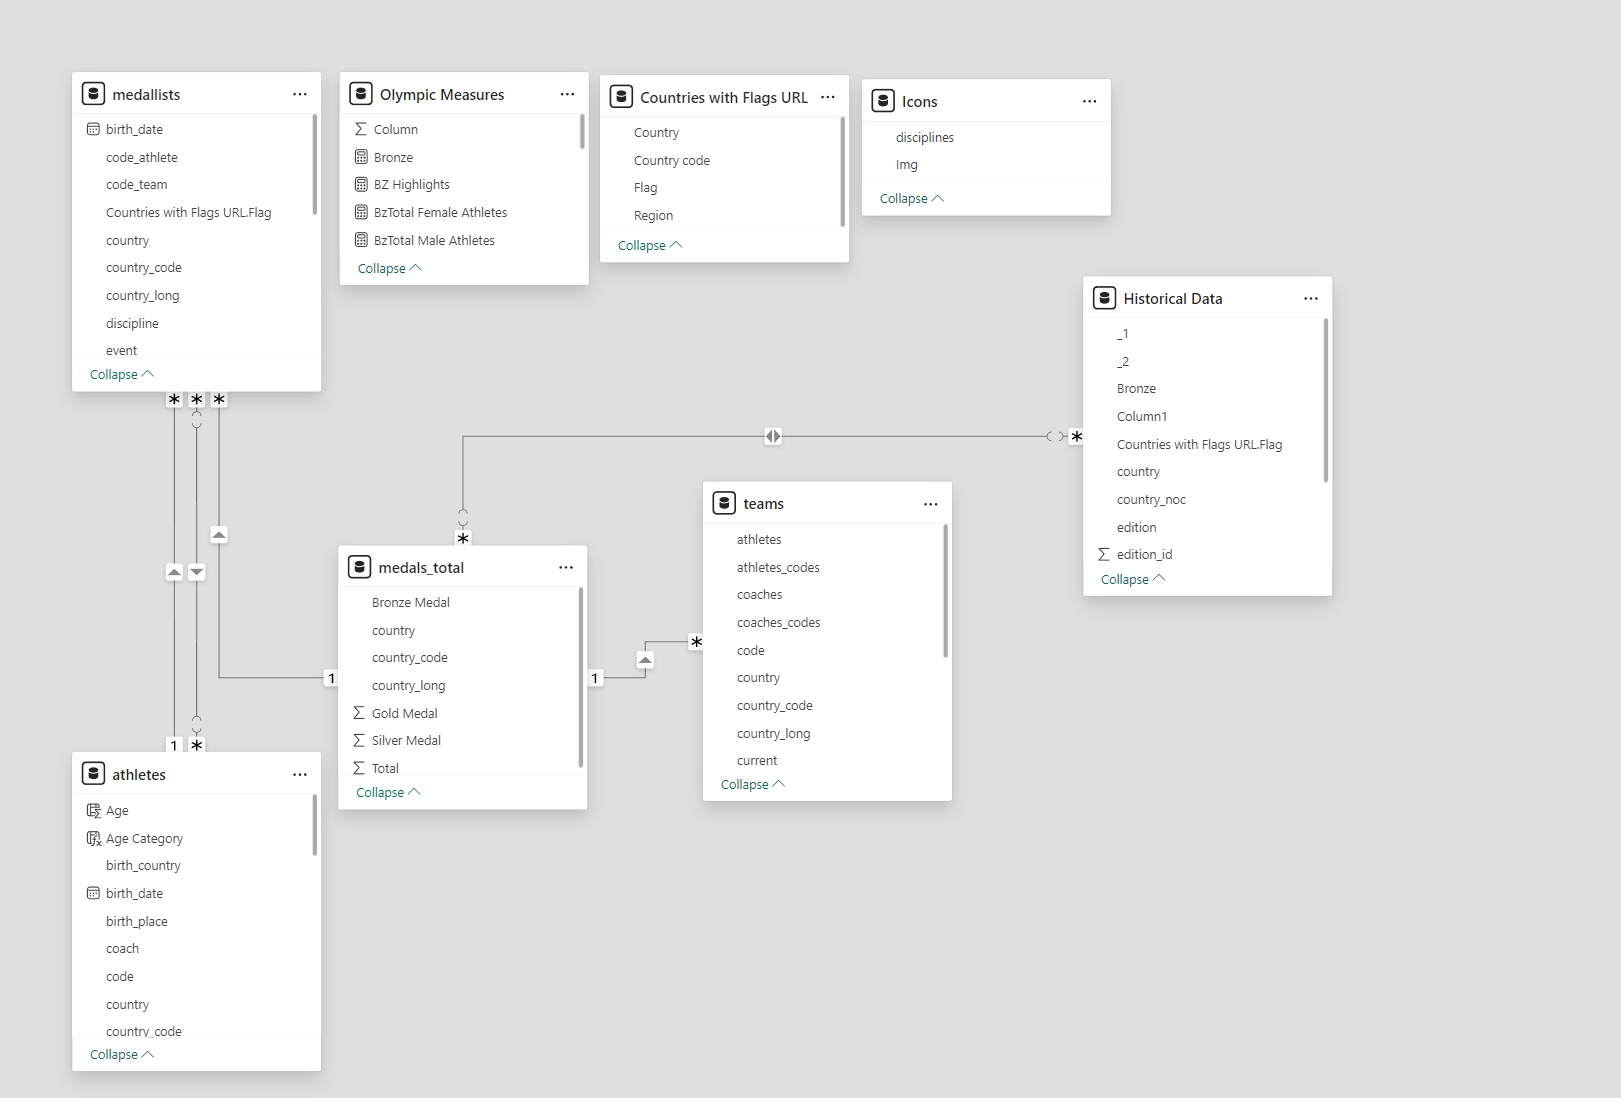 medallists
birth_date
code_athlete
code_team
Countries with Flags URL.Flag
country
country_code
country_long
discipline
event
Collapse
Olympic Measures
Column
Bronze
BZ Highlights
BzTotal Female Athletes
BzTotal Male Athletes
Collapse
Countries with Flags URL
Country
Country code
Flag
Region
Collapse
Icons
disciplines
Img
Collapse
Historical Data
_1
_2
Bronze
Column1
Countries with Flags URL.Flag
country
country_noc
edition
edition_id
Collapse
* * *
*
*
teams
athletes
athletes_codes
coaches
coaches_codes
code
country
country_code
country_long
current
Collapse
medals_total
Bronze Medal
country
country_code
country_long
Gold Medal
Silver Medal
Total
Collapse
*
1
1
1 *
athletes
Age
Age Category
birth_country
birth_date
birth_place
coach
code
country
country_code
Collapse